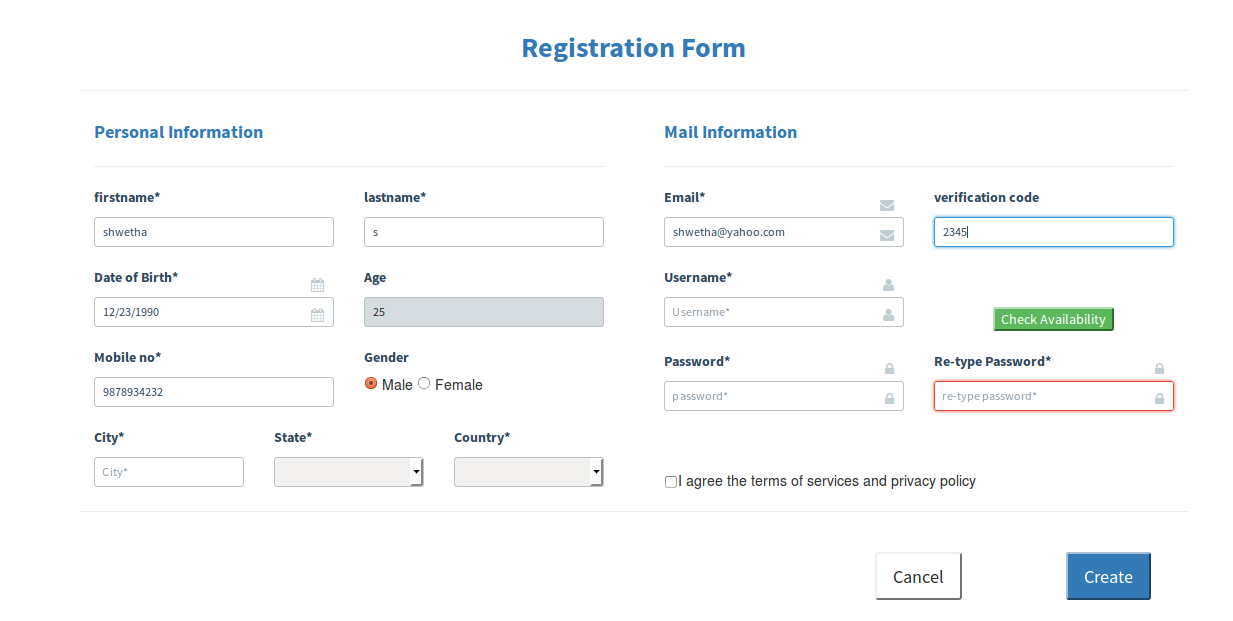 Registration Form
Personal Information
firstname*
lastname*
shwetha
s
Date of Birth*
Age
12/23/1990
25
Mobile no*
Gender
9878934232
Male
Female
City*
State*
Country*
City*
Mail Information
Email*
verification code
shwetha@yahoo.com
2345
Username*
Username*
Check Availability
Password*
Re-type Password*
password*
re-type password*
I agree the terms of services and privacy policy
Cancel
Create